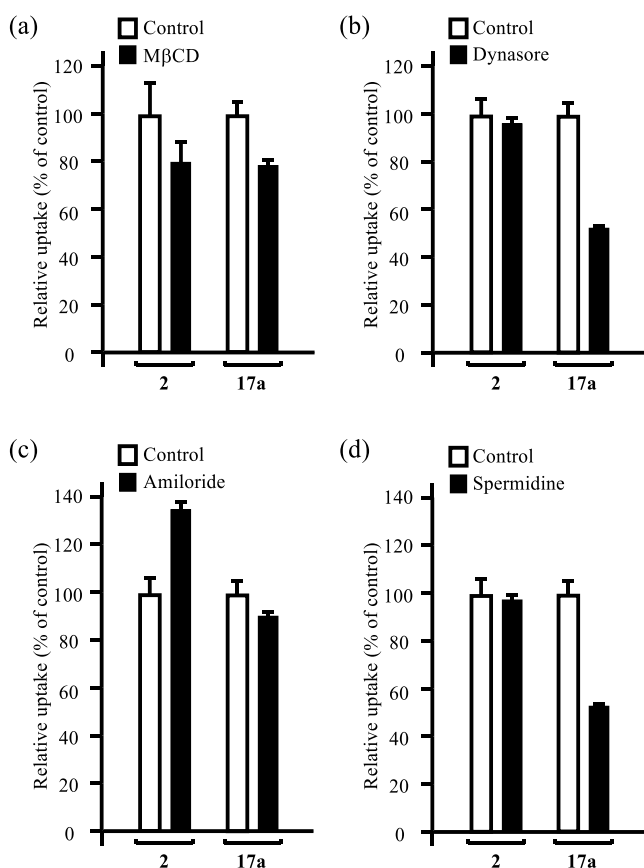 (a)
Control
MβCD
Relative uptake (% of control)
120
100
80
60
40
20
0
2
17a
(b)
Control
Dynasore
Relative uptake (% of control)
120
100
80
60
40
20
0
2
17a
(c)
Control
Amiloride
Relative uptake (% of control)
140
120
100
80
60
40
20
0
2
17a
(d)
Control
Spermidine
Relative uptake (% of control)
140
120
100
80
60
40
20
0
2
17a